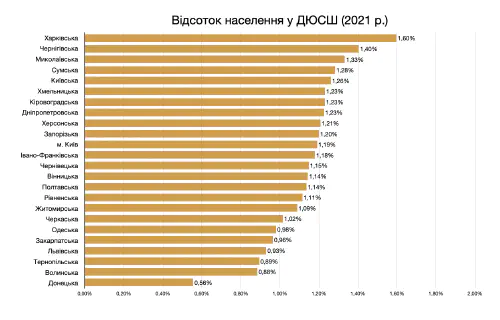 Відсоток населення у ДЮСШ (2021 р.)
Харківська 1,60%
Чернігівська 1,40%
Миколаївська 1,33%
Сумська 1,28%
Київська 1,26%
Хмельницька 1,23%
Кіровоградська 1,23%
Дніпролетровська 1,23%
Херсонська 1,21%
Запорізька 1,20%
м. Київ 1,19%
Івано-Франківська 1,18%
Чернівецька 1,15%
Вінницька 1,14%
Полтавська 1,14%
Рівненська 1,11%
Житомирська 1,09%
Черкаська 1,02%
Одеська 0,98%
Закарпатська 0,96%
Львівська 0,93%
Тернопільська 0,89%
Волинська 0,88%
Донецька 0,56%
0,00% 0,20% 0,40% 0,60% 0,80% 1,00% 1,20% 1,40% 1,60% 1,80% 2,00%